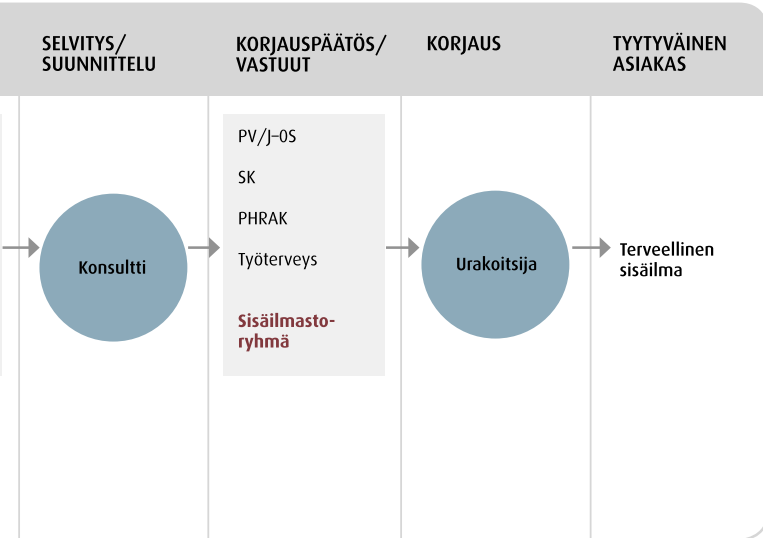 SELVITYS/
SUUNNITTELU
KORJAUSPÄÄTÖS/
VASTUUT
KORJAUS
TYYTYVÄINEN
ASIAKAS
Konsultti
PV/J–0S
SK
PHRAK
Työterveys
Sisäilmasto-
ryhmä
Urakoitsija
Terveellinen
sisäilma